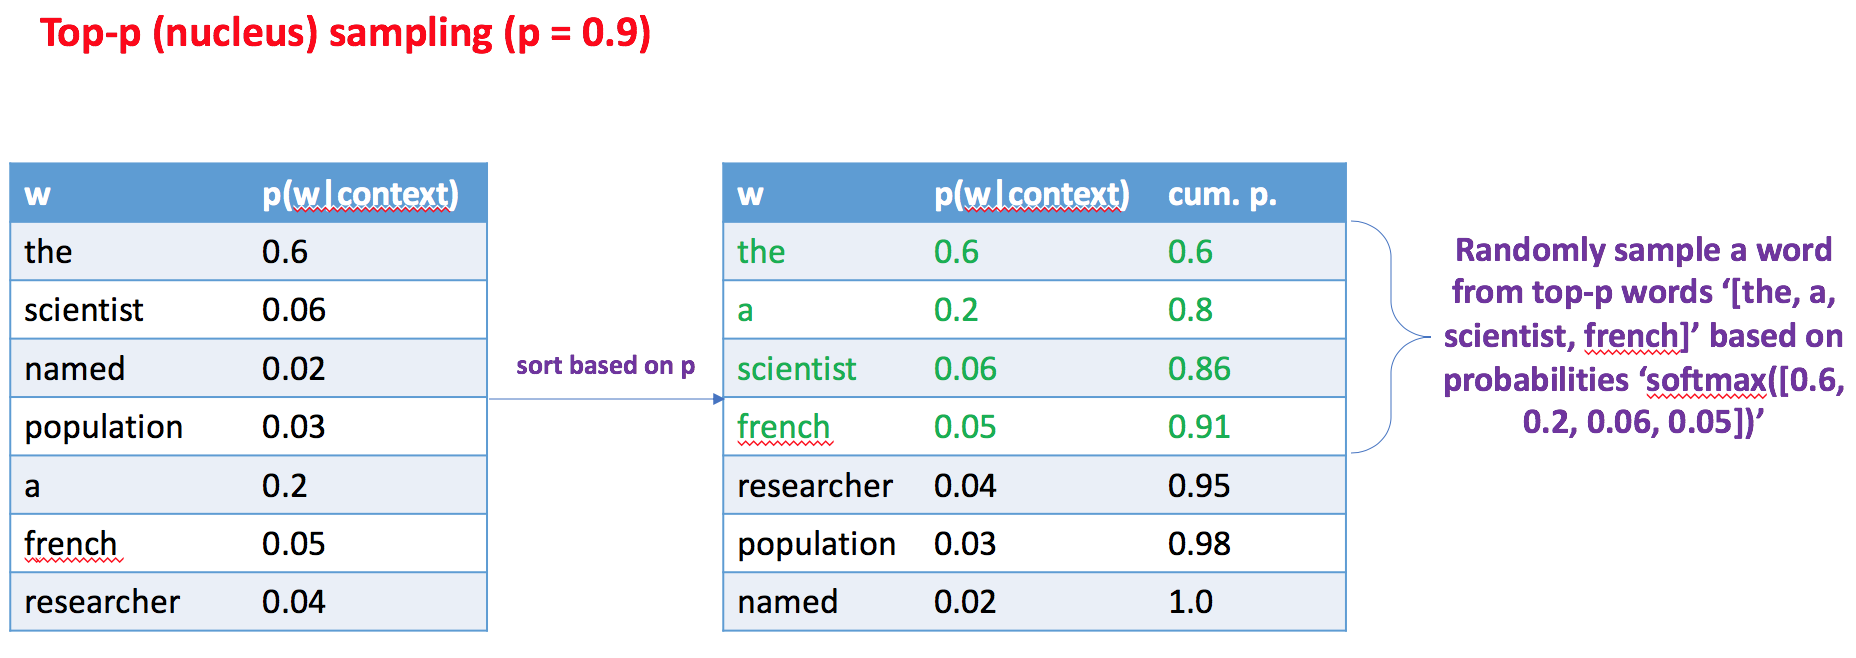 Top-p (nucleus) sampling (p = 0.9)
w p(w|context)
the 0.6
scientist 0.06
named 0.02
population 0.03
a 0.2
french 0.05
researcher 0.04
sort based on p
w p(w|context) cum. p.
the 0.6 0.6
a 0.2 0.8
scientist 0.06 0.86
french 0.05 0.91
researcher 0.04 0.95
population 0.03 0.98
named 0.02 1.0
Randomly sample a word
from top-p words ‘[the, a,
scientist, french]’ based on
probabilities ‘softmax([0.6,
0.2, 0.06, 0.05])’